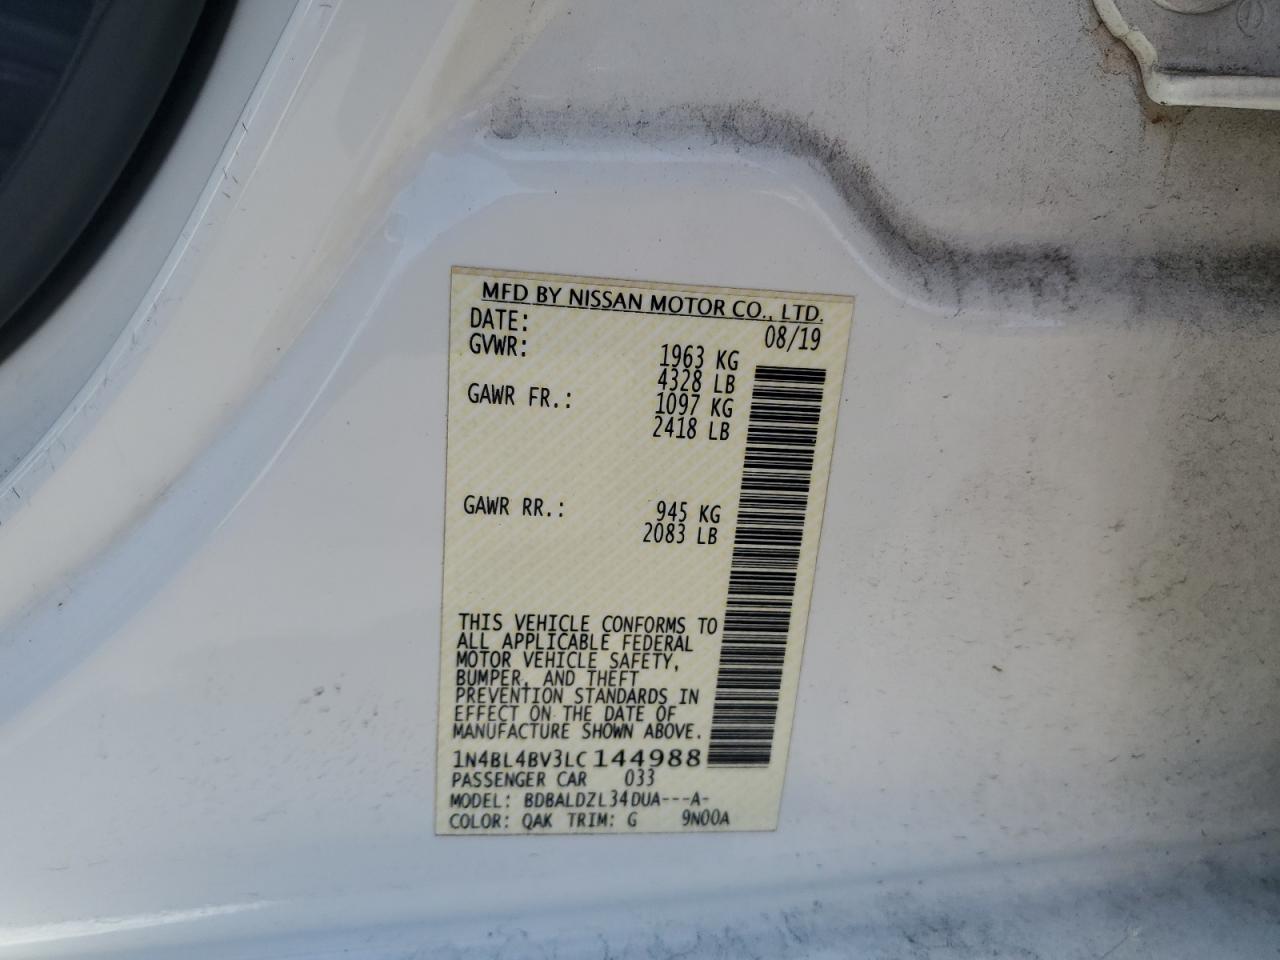 MFD BY NISSAN MOTOR CO., LTD.
DATE: 08/19
GVWR: 1963 KG
4328 LB
GAWR FR.: 1097 KG
2418 LB
GAWR RR.: 945 KG
2083 LB
THIS VEHICLE CONFORMS TO
ALL APPLICABLE FEDERAL
MOTOR VEHICLE SAFETY,
BUMPER, AND THEFT
PREVENTION STANDARDS IN
EFFECT ON THE DATE OF
MANUFACTURE SHOWN ABOVE.
1N4BL4BV3LC144988
PASSENGER CAR 033
MODEL: BDBALDZL34DUA---A-
COLOR: QAK TRIM: G 9N00A